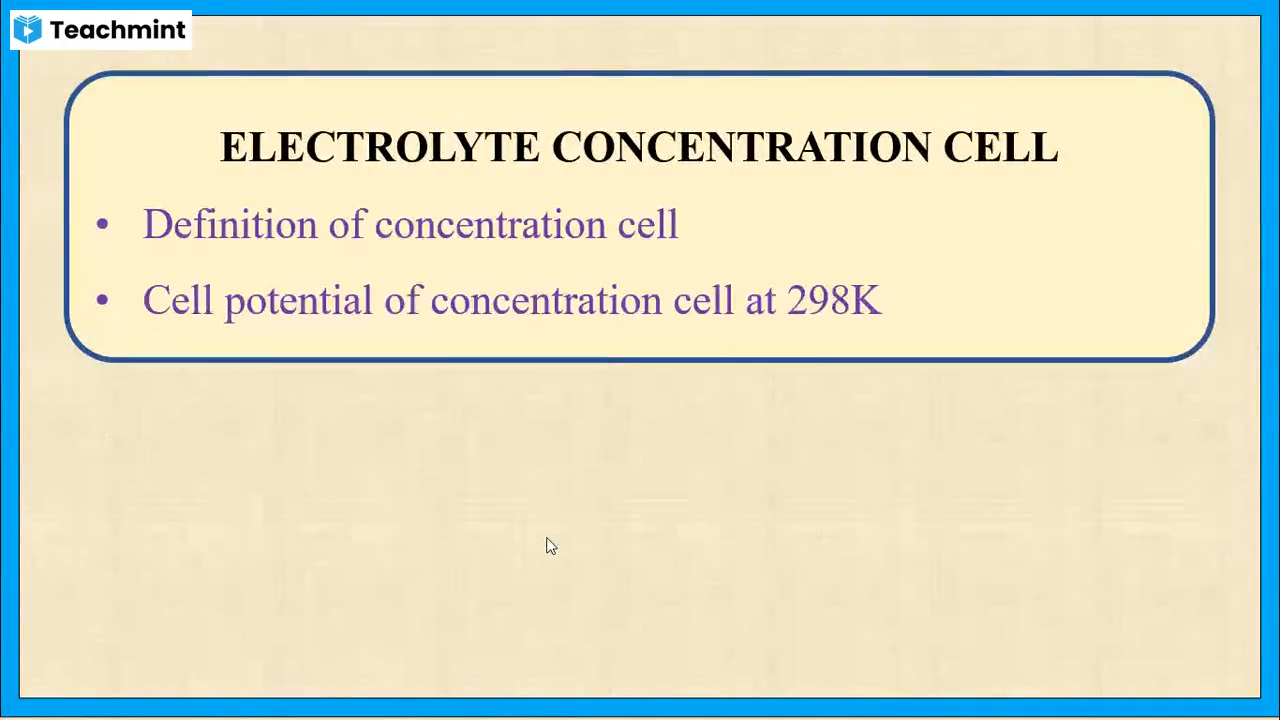 Teachmint
ELECTROLYTE CONCENTRATION CELL
• Definition of concentration cell
• Cell potential of concentration cell at 298K